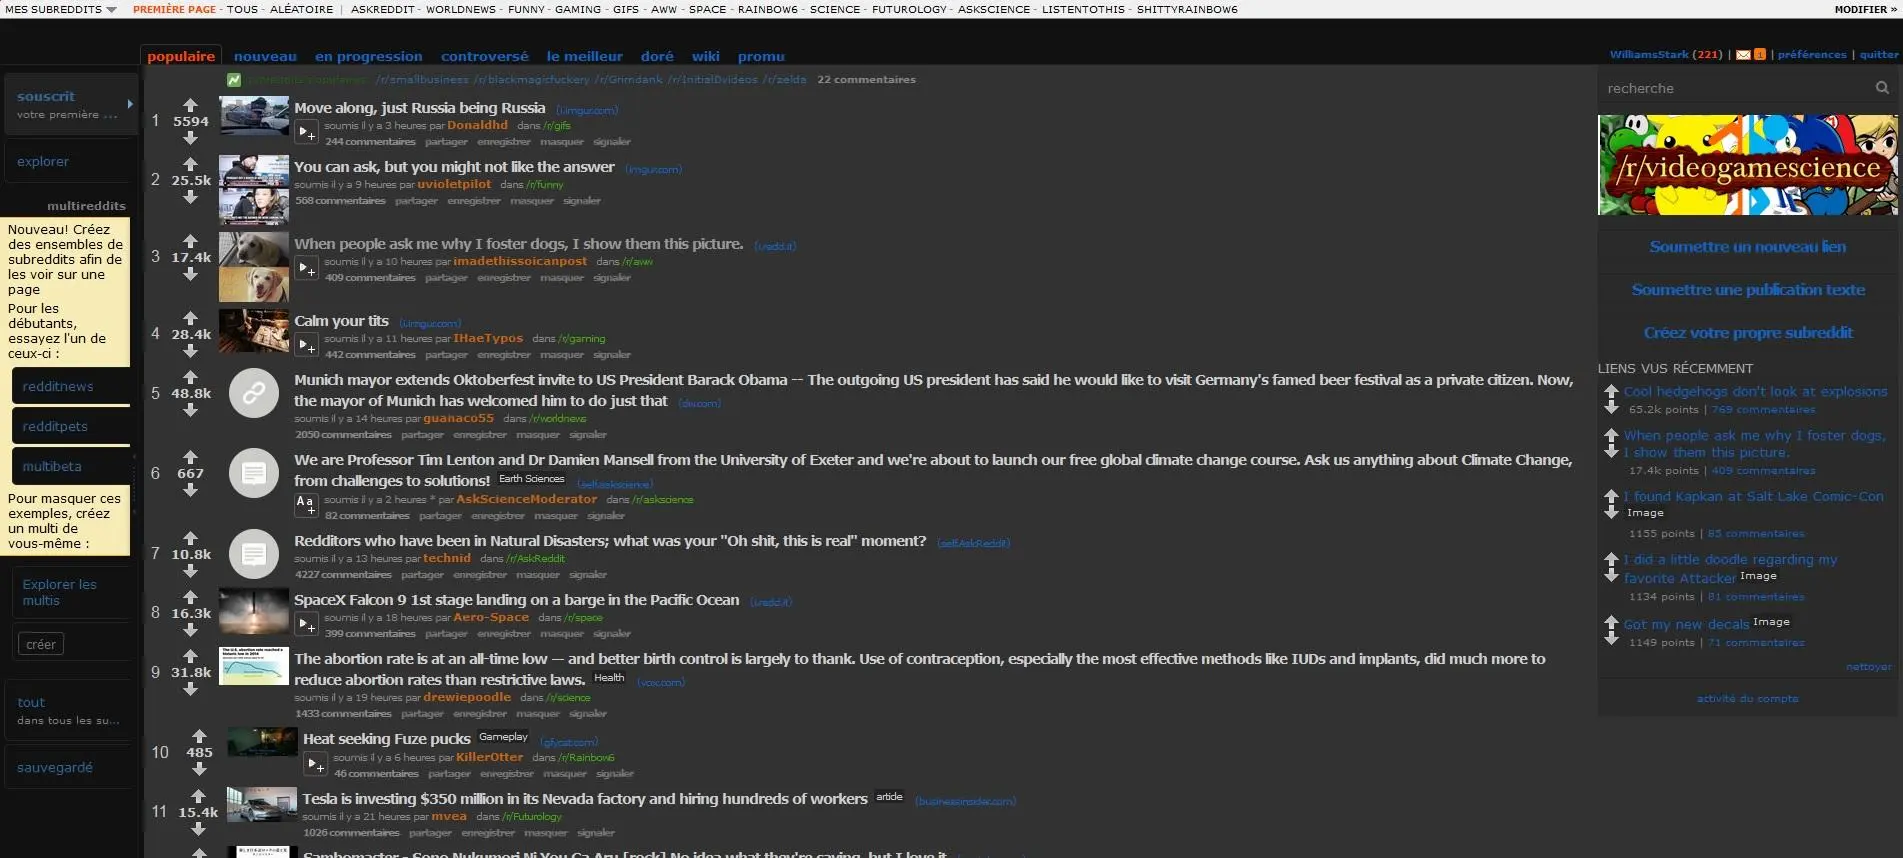 MES SUBREDDITS PREMIÈRE PAGE - TOUS - ALÉATOIRE | ASKREDDIT - WORLDNEWS - FUNNY - GAMING - GIFS - AWW - SPACE - RAINBOW6 - SCIENCE - FUTUROLOGY - ASKSCIENCE - LISTENTOTHIS - SHITTYRAINBOW6 MODIFIER »
populaire nouveau en progression controversé le meilleur doré wiki promu
WilliamsStark (221) | 1 | préférences | quitter
souscrit
votre première ...
explorer
multireddits
Nouveau! Créez
des ensembles de
subreddits afin de
les voir sur une
page
Pour les
débutants,
essayez l'un de
ceux-ci :
redditnews
redditpets
multibeta
Pour masquer ces
exemples, créez
un multi de
vous-même :
Explorer les
multis
créer
tout
dans tous les su...
sauvegardé
/r/smallbusiness /r/blackmagicfuckery /r/Grimdank /r/InitialDvideos /r/zelda 22 commentaires
1 5594 Move along, just Russia being Russia (i.imgur.com)
soumis il y a 3 heures par Donaldhd dans /r/gifs
244 commentaires partager enregistrer masquer signaler
2 25.5k You can ask, but you might not like the answer (imgur.com)
soumis il y a 9 heures par uvioletpilot dans /r/funny
568 commentaires partager enregistrer masquer signaler
3 17.4k When people ask me why I foster dogs, I show them this picture. (i.redd.it)
soumis il y a 10 heures par imadethissoicanpost dans /r/aww
409 commentaires partager enregistrer masquer signaler
4 28.4k Calm your tits (i.imgur.com)
soumis il y a 11 heures par IHaeTypos dans /r/gaming
442 commentaires partager enregistrer masquer signaler
5 48.8k Munich mayor extends Oktoberfest invite to US President Barack Obama -- The outgoing US president has said he would like to visit Germany's famed beer festival as a private citizen. Now,
the mayor of Munich has welcomed him to do just that (dw.com)
soumis il y a 14 heures par guanaco55 dans /r/worldnews
2050 commentaires partager enregistrer masquer signaler
6 667 We are Professor Tim Lenton and Dr Damien Mansell from the University of Exeter and we're about to launch our free global climate change course. Ask us anything about Climate Change,
from challenges to solutions! Earth Sciences (self.askscience)
Aa soumis il y a 2 heures * par AskScienceModerator dans /r/askscience
82 commentaires partager enregistrer masquer signaler
7 10.8k Redditors who have been in Natural Disasters; what was your "Oh shit, this is real" moment? (self.AskReddit)
soumis il y a 13 heures par technid dans /r/AskReddit
4227 commentaires partager enregistrer masquer signaler
8 16.3k SpaceX Falcon 9 1st stage landing on a barge in the Pacific Ocean (i.redd.it)
soumis il y a 18 heures par Aero-Space dans /r/space
399 commentaires partager enregistrer masquer signaler
9 31.8k The abortion rate is at an all-time low — and better birth control is largely to thank. Use of contraception, especially the most effective methods like IUDs and implants, did much more to
reduce abortion rates than restrictive laws. Health (vox.com)
soumis il y a 19 heures par drewiepoodle dans /r/science
1433 commentaires partager enregistrer masquer signaler
10 485 Heat seeking Fuze pucks Gameplay (gfycat.com)
soumis il y a 6 heures par KillerOtter dans /r/Rainbow6
46 commentaires partager enregistrer masquer signaler
11 15.4k Tesla is investing $350 million in its Nevada factory and hiring hundreds of workers article (businessinsider.com)
soumis il y a 21 heures par mvea dans /r/Futurology
1026 commentaires partager enregistrer masquer signaler
Sambomaster - Sono Nukumori Ni You Ga Aru [rock] No idea what they're saying, but I love it
recherche
/r/videogamescience
Soumettre un nouveau lien
Soumettre une publication texte
Créez votre propre subreddit
LIENS VUS RÉCEMMENT
Cool hedgehogs don't look at explosions
65.2k points | 769 commentaires
When people ask me why I foster dogs,
I show them this picture.
17.4k points | 409 commentaires
I found Kapkan at Salt Lake Comic-Con
Image
1155 points | 85 commentaires
I did a little doodle regarding my
favorite Attacker Image
1134 points | 81 commentaires
Got my new decals Image
1149 points | 71 commentaires
nettoyer
activité du compte